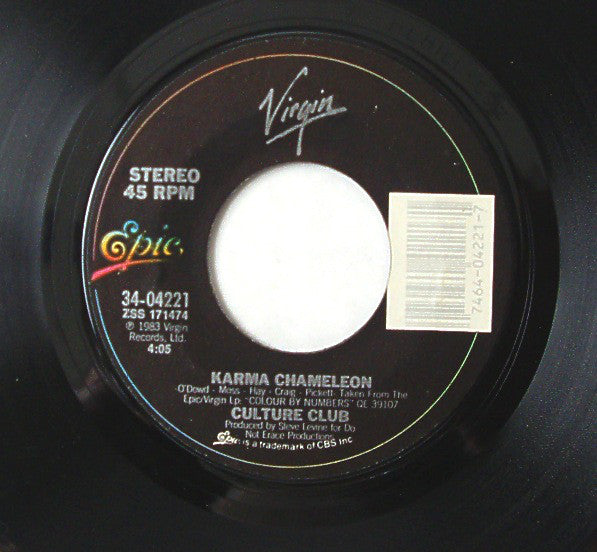 Virgin
STEREO
45 RPM
Epic
34-04221
ZSS 171474
℗ 1983 Virgin
Records, Ltd.
4:05
7464-04221-7
KARMA CHAMELEON
-O'Dowd - Moss - Hay - Craig - Pickett- Taken From The
Epic/Virgin Lp: "COLOUR BY NUMBERS" QE 39107
CULTURE CLUB
Produced by Steve Levine for Do
Not Erace Productions
Epic is a trademark of CBS Inc